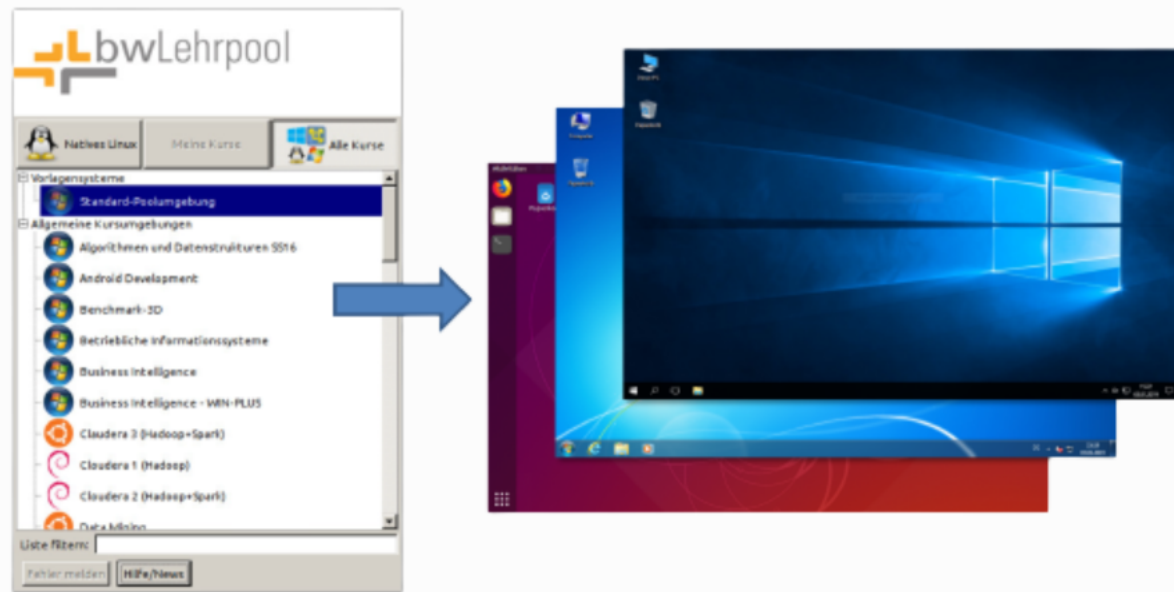 bwLehrpool
Natives Linux
Meine Kurse
Alle Kurse
Vorlagensysteme
Standard-Poolumgebung
Allgemeine Kursumgebungen
Algorithmen und Datenstrukturen SS16
Android Development
Benchmark-3D
Betriebliche Informationssysteme
Business Intelligence
Business Intelligence - WIN-PLUS
Claudera 3 (Hadoop+Spark)
Cloudera 1 (Hadoop)
Cloudera 2 (Hadoop+Spark)
Data Mining
Liste filtern:
Fehler melden
Hilfe/News